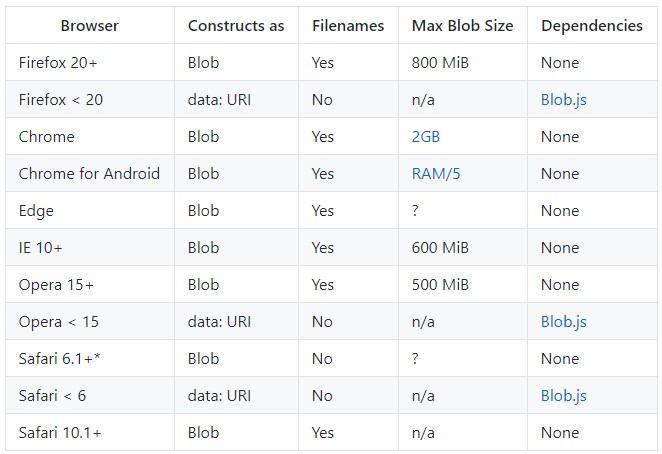 Browser Constructs as Filenames Max Blob Size Dependencies
Firefox 20+ Blob Yes 800 MiB None
Firefox < 20 data: URI No n/a Blob.js
Chrome Blob Yes 2GB None
Chrome for Android Blob Yes RAM/5 None
Edge Blob Yes ? None
IE 10+ Blob Yes 600 MiB None
Opera 15+ Blob Yes 500 MiB None
Opera < 15 data: URI No n/a Blob.js
Safari 6.1+* Blob No ? None
Safari < 6 data: URI No n/a Blob.js
Safari 10.1+ Blob Yes n/a None